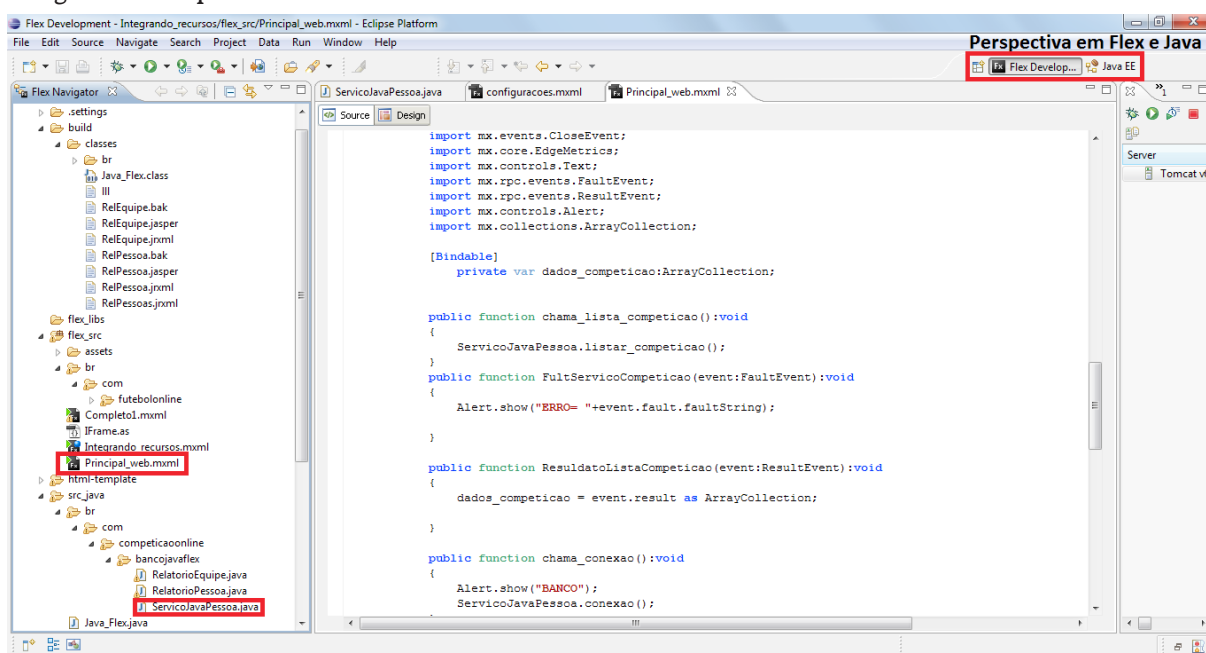 Flex Development - Integrando_recursos/flex_src/Principal_web.mxml - Eclipse Platform
File Edit Source Navigate Search Project Data Run Window Help
Perspectiva em Flex e Java
Flex Develop... Java EE
Flex Navigator
ServicoJavaPessoa.java configuracoes.mxml Principal_web.mxml
Source Design
.settings
build
classes
br
Java_Flex.class
III
RelEquipe.bak
RelEquipe.jasper
RelEquipe.jrxml
RelPessoa.bak
RelPessoa.jasper
RelPessoa.jrxml
RelPessoas.jrxml
flex_libs
flex_src
assets
br
com
futebolonline
Completo1.mxml
IFrame.as
Integrando_recursos.mxml
Principal_web.mxml
html-template
src_java
br
com
competicaoonline
bancojavaflex
RelatorioEquipe.java
RelatorioPessoa.java
ServicoJavaPessoa.java
Java_Flex.java
import mx.events.CloseEvent;
import mx.core.EdgeMetrics;
import mx.controls.Text;
import mx.rpc.events.FaultEvent;
import mx.rpc.events.ResultEvent;
import mx.controls.Alert;
import mx.collections.ArrayCollection;
[Bindable]
private var dados_competicao:ArrayCollection;
public function chama_lista_competicao():void
{
ServicoJavaPessoa.listar_competicao();
}
public function FultServicoCompeticao(event:FaultEvent):void
{
Alert.show("ERRO= "+event.fault.faultString);
}
public function ResuldatoListaCompeticao(event:ResultEvent):void
{
dados_competicao = event.result as ArrayCollection;
}
public function chama_conexao():void
{
Alert.show("BANCO");
ServicoJavaPessoa.conexao();
Server
Tomcat